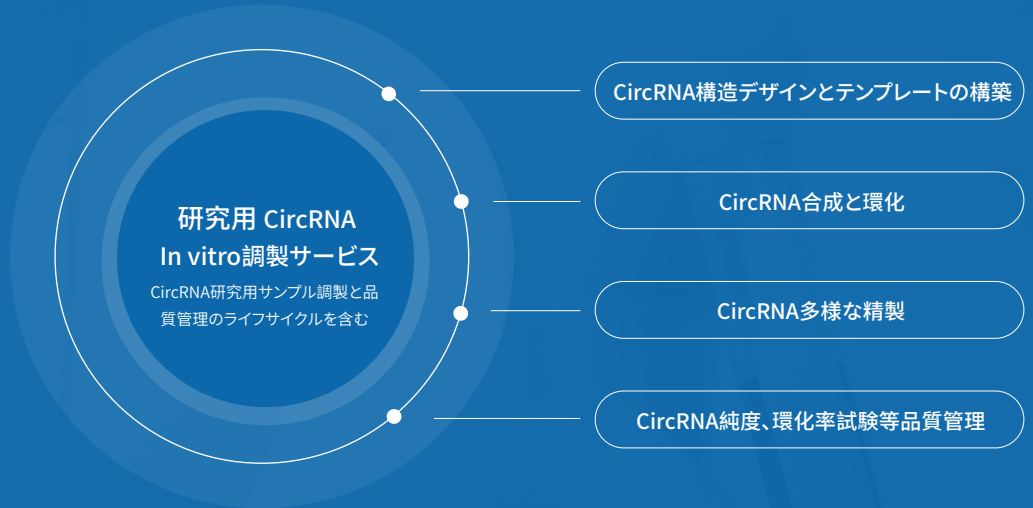 研究用 CircRNA
In vitro調製サービス
CircRNA研究用サンプル調製と品
質管理のライフサイクルを含む
CircRNA構造デザインとテンプレートの構築
CircRNA合成と環化
CircRNA多様な精製
CircRNA純度、環化率試験等品質管理